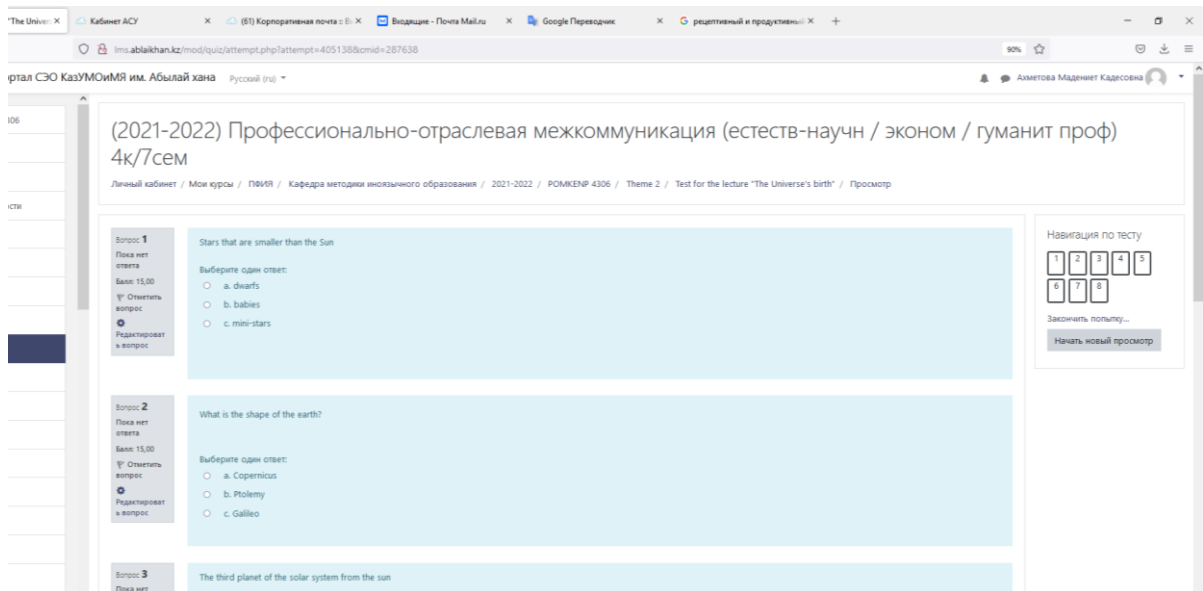 "The Univer:
Кабинет АСУ
(61) Корпоративная почта :: В
Входящие - Почта Mail.ru
Google Переводчик
рецептивный и продуктивны
lms.ablaikhan.kz/mod/quiz/attempt.php?attempt=405138&cmid=287638
90%
ортал СЭО КазУМОиМЯ им. Абылай хана Русский (ru)
Ахметова Мадениет Кадесовна
306
ости
(2021-2022) Профессионально-отраслевая межкоммуникация (естеств-научн / эконом / гуманит проф)
4к/7сем
Личный кабинет / Мои курсы / ПФИЯ / Кафедра методики иноязычного образования / 2021-2022 / POMKENP 4306 / Theme 2 / Test for the lecture "The Universe's birth" / Просмотр
Вопрос 1
Пока нет
ответа
Балл: 15,00
Отметить
вопрос
Редактироват
ь вопрос
Stars that are smaller than the Sun
Выберите один ответ:
a. dwarfs
b. babies
c. mini-stars
Вопрос 2
Пока нет
ответа
Балл: 15,00
Отметить
вопрос
Редактироват
ь вопрос
What is the shape of the earth?
Выберите один ответ:
a. Copernicus
b. Ptolemy
c. Galileo
Вопрос 3
Пока нет
The third planet of the solar system from the sun
Навигация по тесту
1 2 3 4 5
6 7 8
Закончить попытку...
Начать новый просмотр